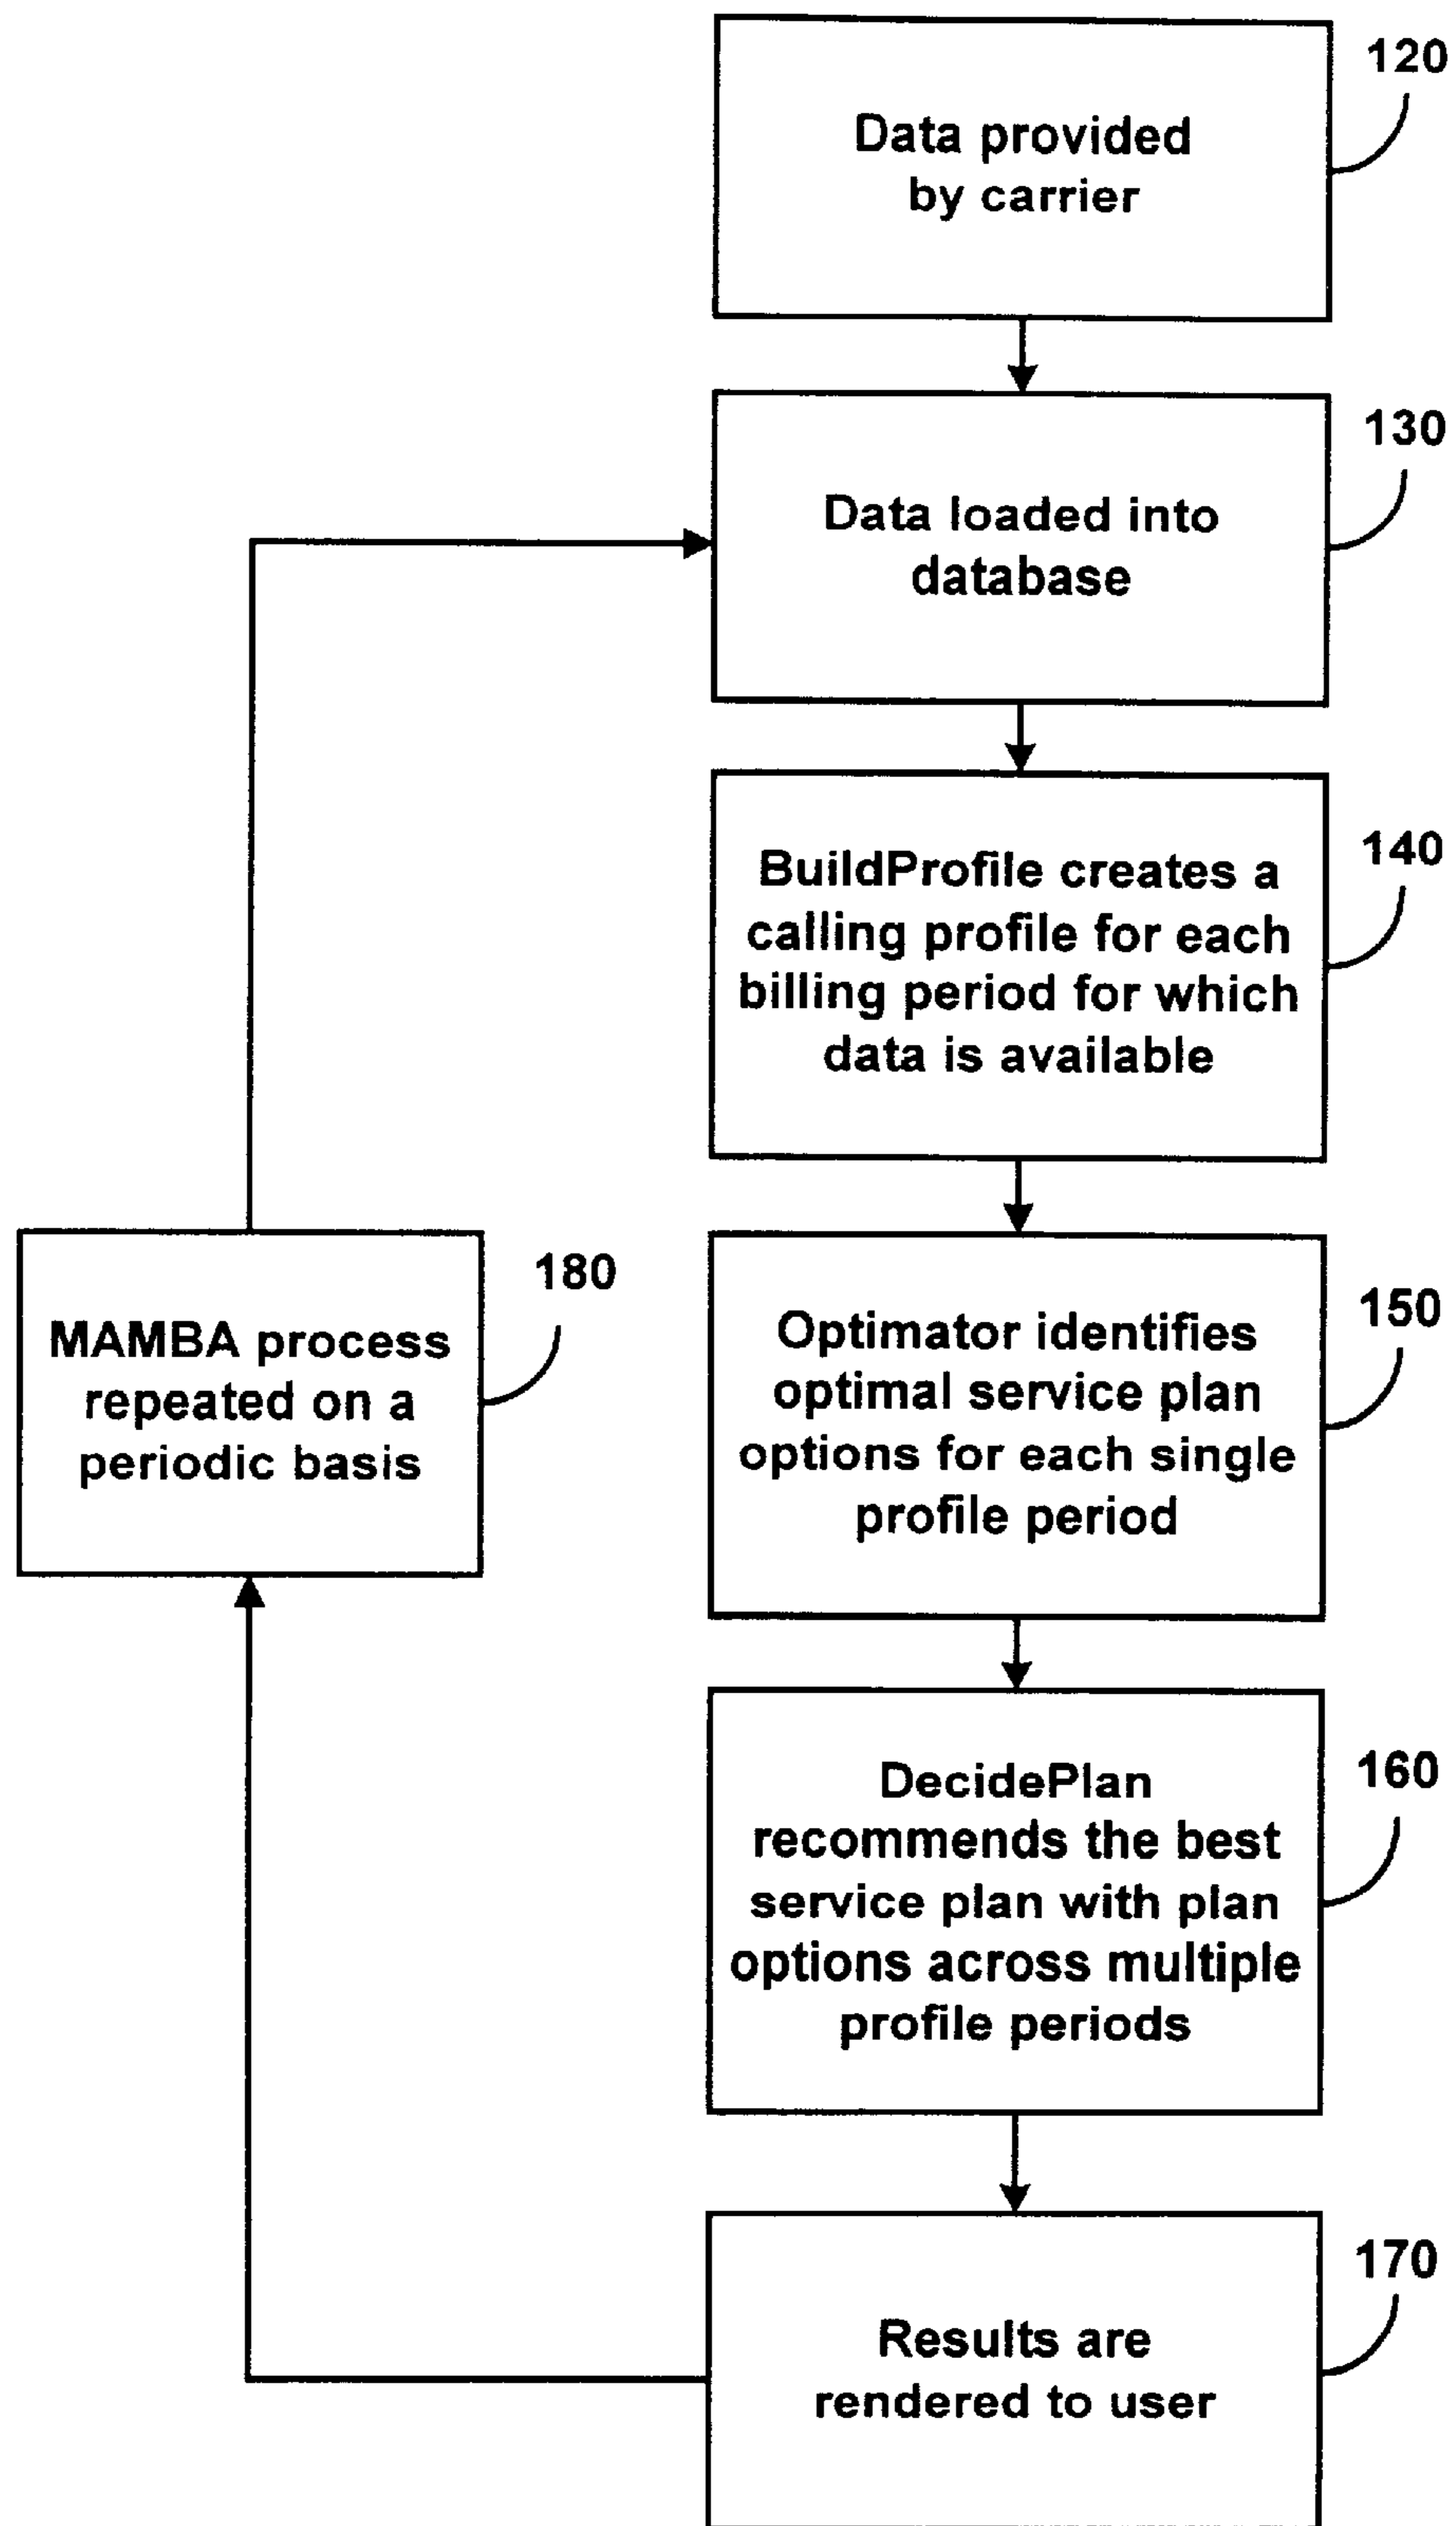 120
Data provided
by carrier
130
Data loaded into
database
140
BuildProfile creates a
calling profile for each
billing period for which
data is available
180
MAMBA process
repeated on a
periodic basis
150
Optimator identifies
optimal service plan
options for each single
profile period
160
DecidePlan
recommends the best
service plan with plan
options across multiple
profile periods
170
Results are
rendered to user